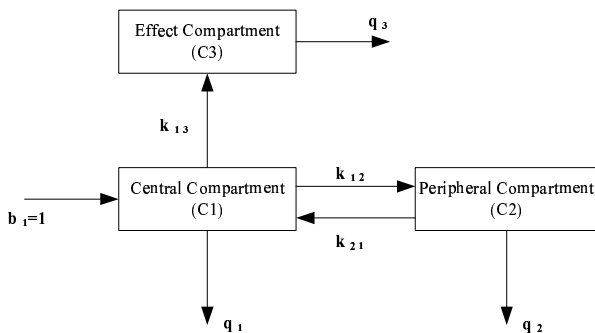 Effect Compartment
(C3)
q 3
k 1 3
Central Compartment
(C1)
k 1 2
Peripheral Compartment
(C2)
b 1=1
k 2 1
q 1
q 2